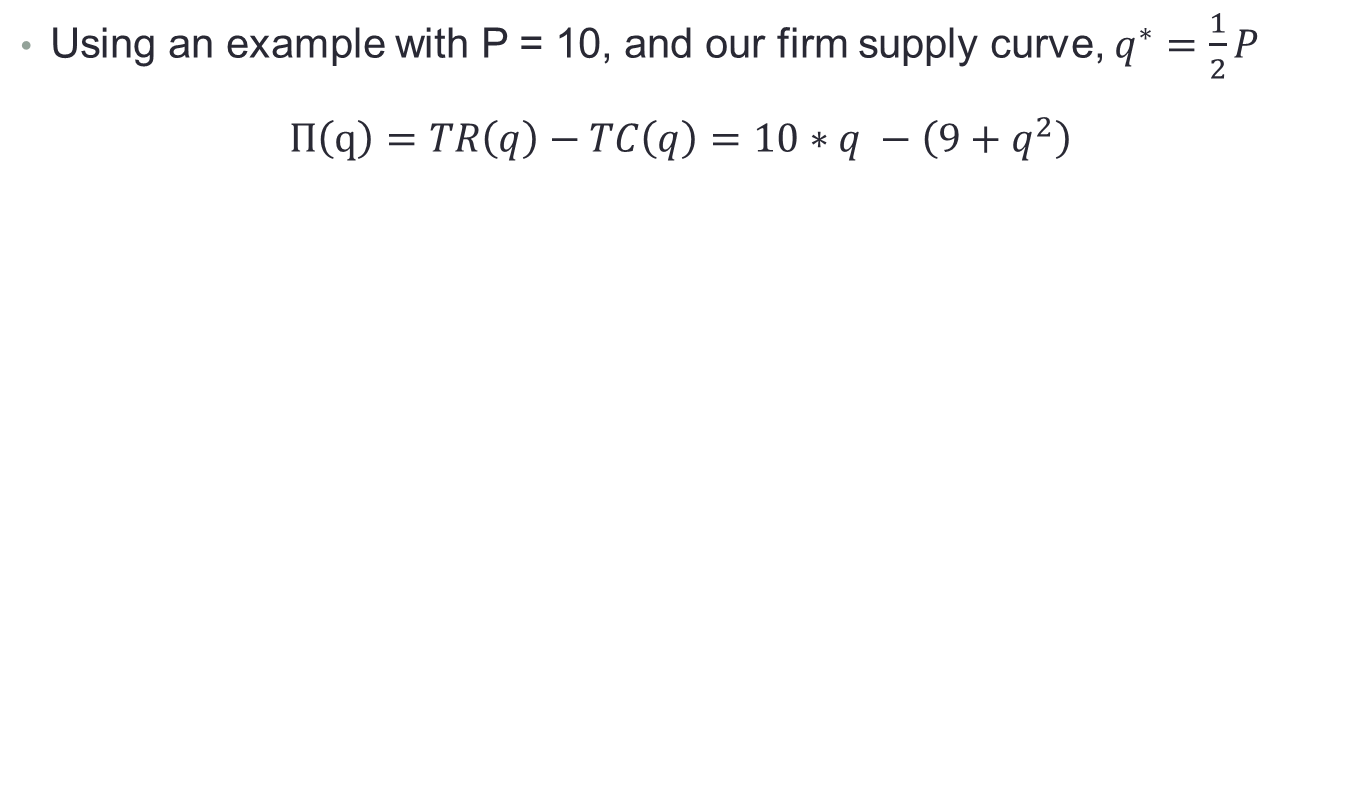 • Using an example with P = 10, and our firm supply curve, q* = 1/2 P
Π(q) = TR(q) − TC(q) = 10 ∗ q − (9 + q²)